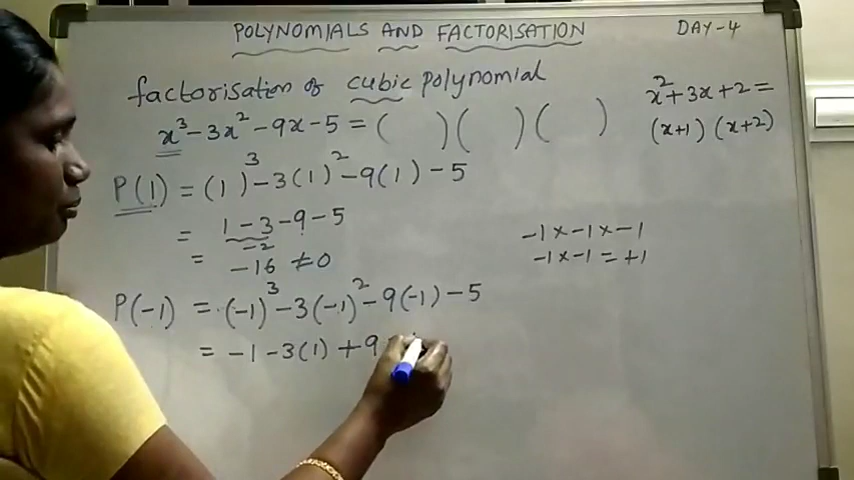 POLYNOMIALS AND FACTORISATION
DAY-4
factorisation of cubic polynomial
x³-3x²-9x-5 = ( ) ( ) ( )
x²+3x+2 =
(x+1) (x+2)
P(1) = (1)³-3(1)²-9(1)-5
= 1-3-9-5
-2
= -16 ≠0
-1×-1×-1
-1×-1=+1
P(-1) = (-1)³-3(-1)²-9(-1)-5
= -1-3(1)+9